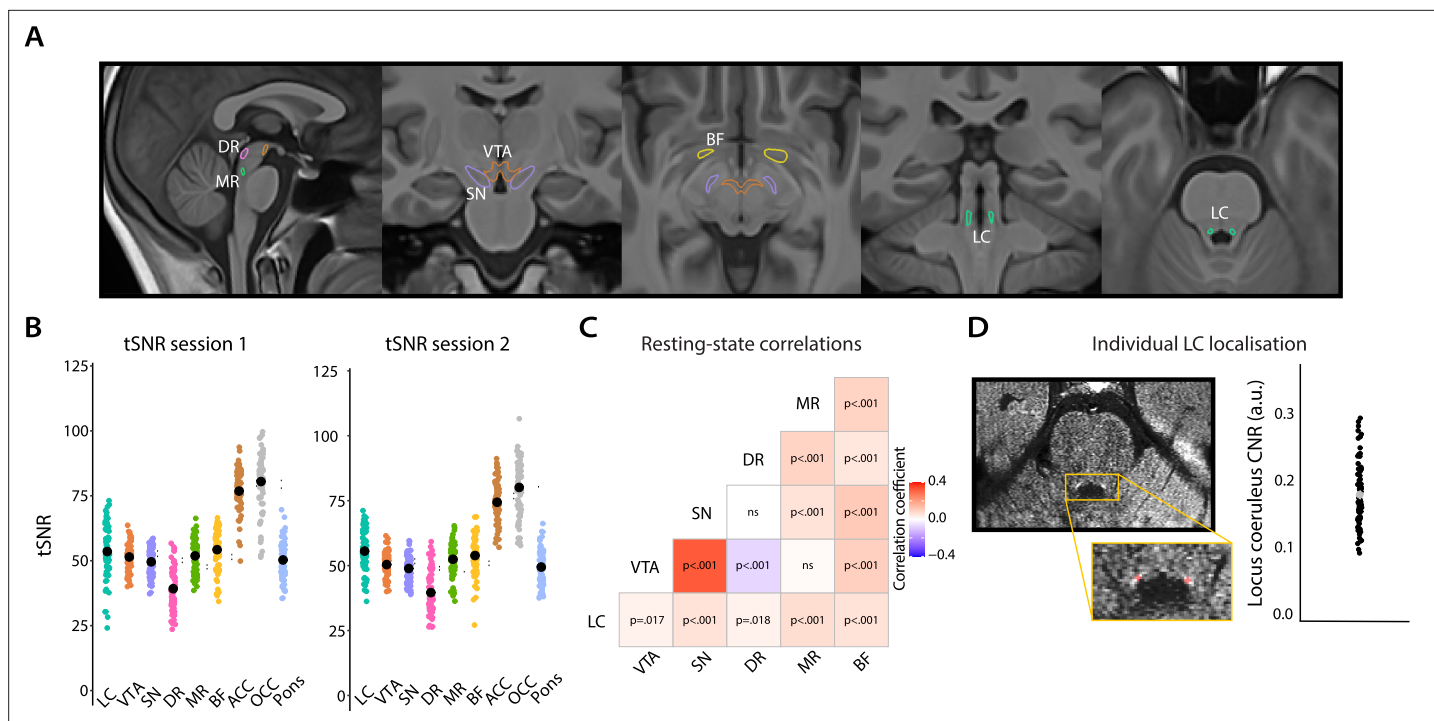 A
DR
MR
VTA
SN
BF
LC
LC
B
tSNR session 1
tSNR
125
100
75
50
25
0
LC VTA SN DR MR BF ACC OCC Pons
tSNR session 2
125
100
75
50
25
0
LC VTA SN DR MR BF ACC OCC Pons
C
Resting-state correlations
MR p<.001
DR p<.001 p<.001
SN ns p<.001 p<.001
VTA p<.001 p<.001 ns p<.001
LC p=.017 p<.001 p=.018 p<.001 p<.001
VTA SN DR MR BF
Correlation coefficient
0.4
0.0
−0.4
D
Individual LC localisation
Locus coeruleus CNR (a.u.)
0.3
0.2
0.1
0.0